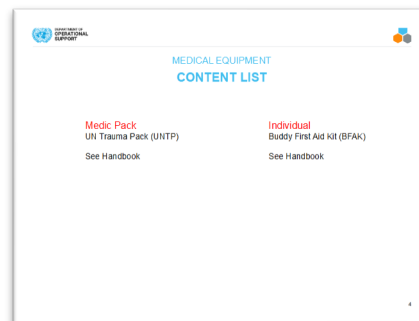 DEPARTMENT OF
OPERATIONAL
SUPPORT
MEDICAL EQUIPMENT
CONTENT LIST
Medic Pack
UN Trauma Pack (UNTP)
See Handbook
Individual
Buddy First Aid Kit (BFAK)
See Handbook
4